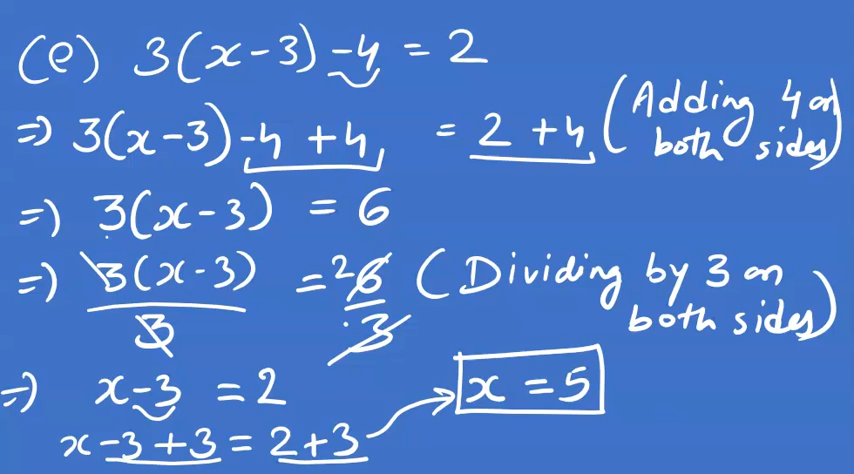 (e) 3(x-3)-4 = 2
=) 3(x-3)-4 +4 = 2 +4 (Adding 4 on both sides)
=) 3(x-3) = 6
=) 3(x-3)/3 = 2 6/3 (Dividing by 3 on both sides)
=) x-3 = 2
x-3+3 = 2+3 → x = 5